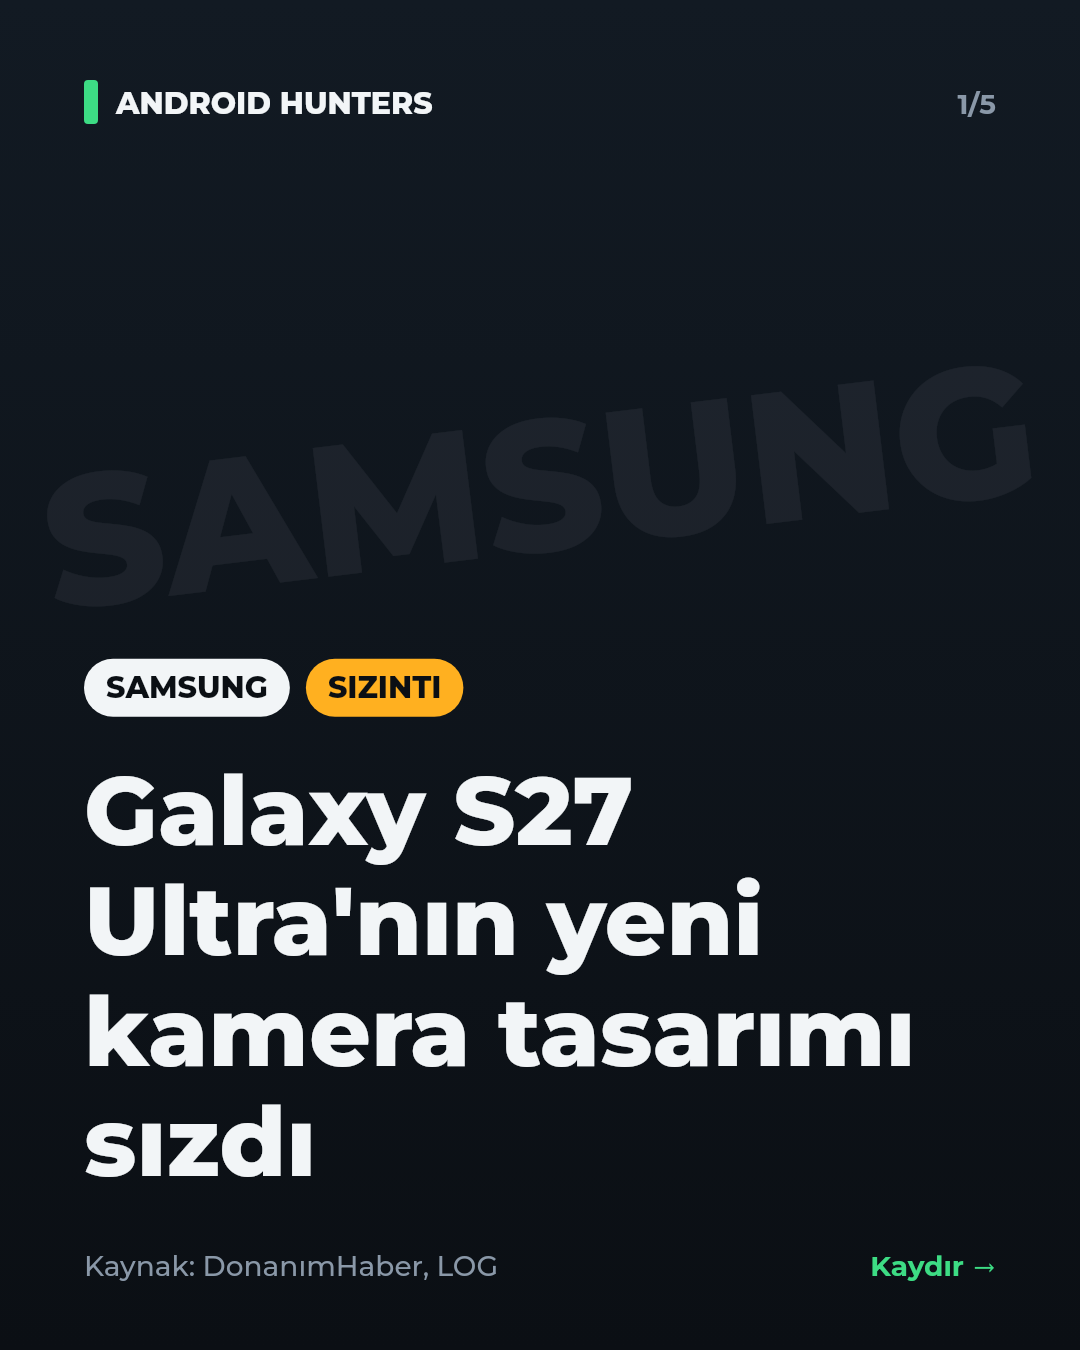 ANDROID HUNTERS
1/5
SAMSUNG
SAMSUNG
SIZINTI
Galaxy S27
Ultra'nın yeni
kamera tasarımı
sızdı
Kaynak: DonanımHaber, LOG
Kaydır →